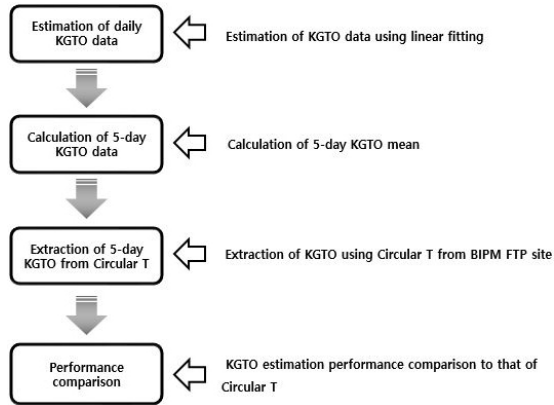 Estimation of daily
KGTO data
Estimation of KGTO data using linear fitting
Calculation of 5-day
KGTO data
Calculation of 5-day KGTO mean
Extraction of 5-day
KGTO from Circular T
Extraction of KGTO using Circular T from BIPM FTP site
Performance
comparison
KGTO estimation performance comparison to that of
Circular T